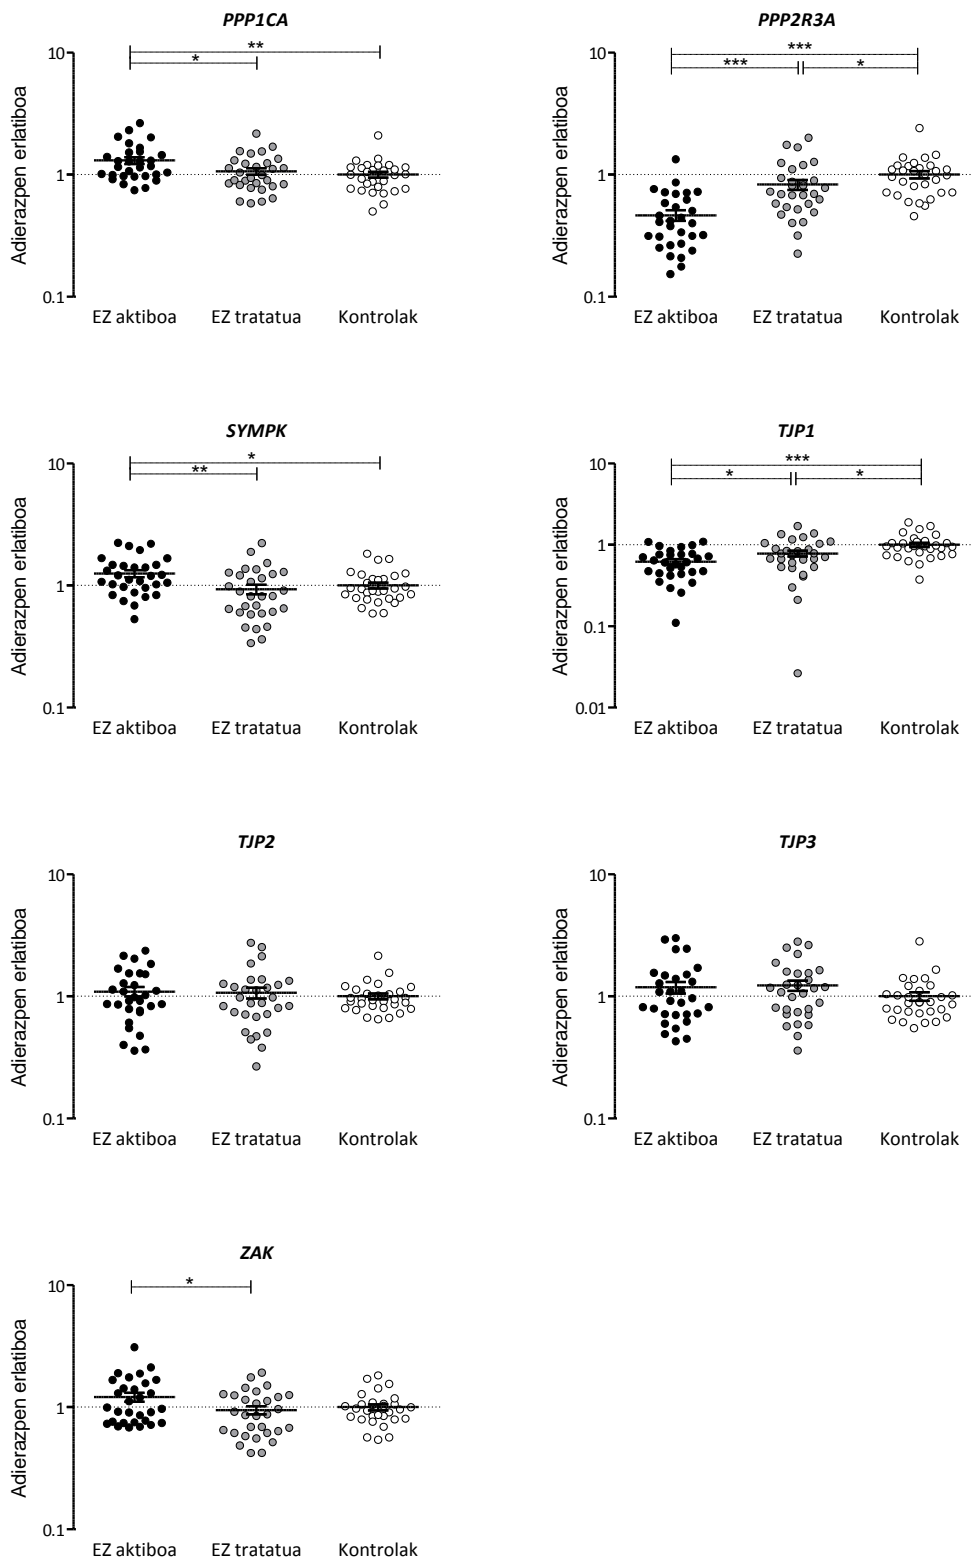 PPP1CA
**
*
10
1
0.1
Adierazpen erlatiboa
EZ aktiboa EZ tratatua Kontrolak
PPP2R3A
***
*** *
10
1
0.1
Adierazpen erlatiboa
EZ aktiboa EZ tratatua Kontrolak
SYMPK
*
**
10
1
0.1
Adierazpen erlatiboa
EZ aktiboa EZ tratatua Kontrolak
TJP1
***
* *
10
1
0.1
0.01
Adierazpen erlatiboa
EZ aktiboa EZ tratatua Kontrolak
TJP2
10
1
0.1
Adierazpen erlatiboa
EZ aktiboa EZ tratatua Kontrolak
TJP3
10
1
0.1
Adierazpen erlatiboa
EZ aktiboa EZ tratatua Kontrolak
ZAK
*
10
1
0.1
Adierazpen erlatiboa
EZ aktiboa EZ tratatua Kontrolak